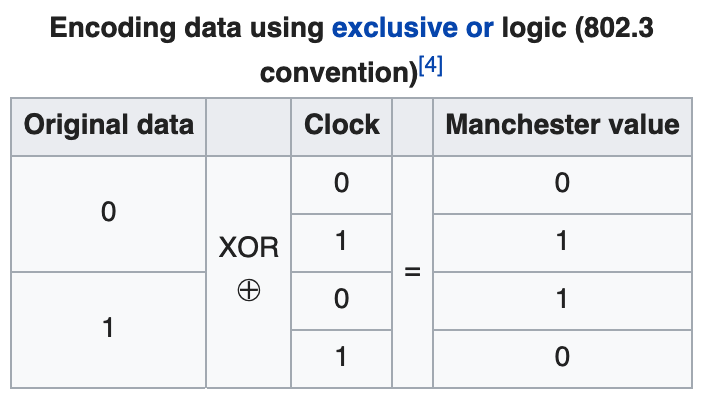 Encoding data using exclusive or logic (802.3
convention)[4]
Original data Clock Manchester value
0 XOR ⊕ 0 = 0
1 1
1 0 1
1 0